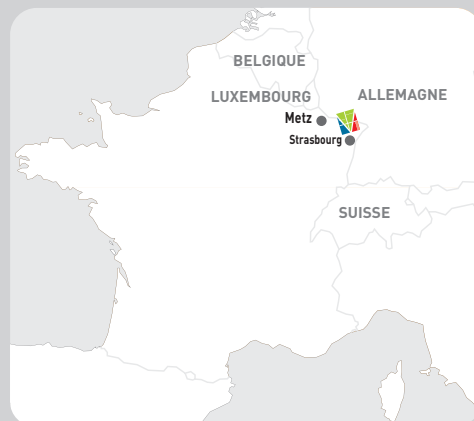 BELGIQUE
LUXEMBOURG
ALLEMAGNE
Metz
Strasbourg
SUISSE